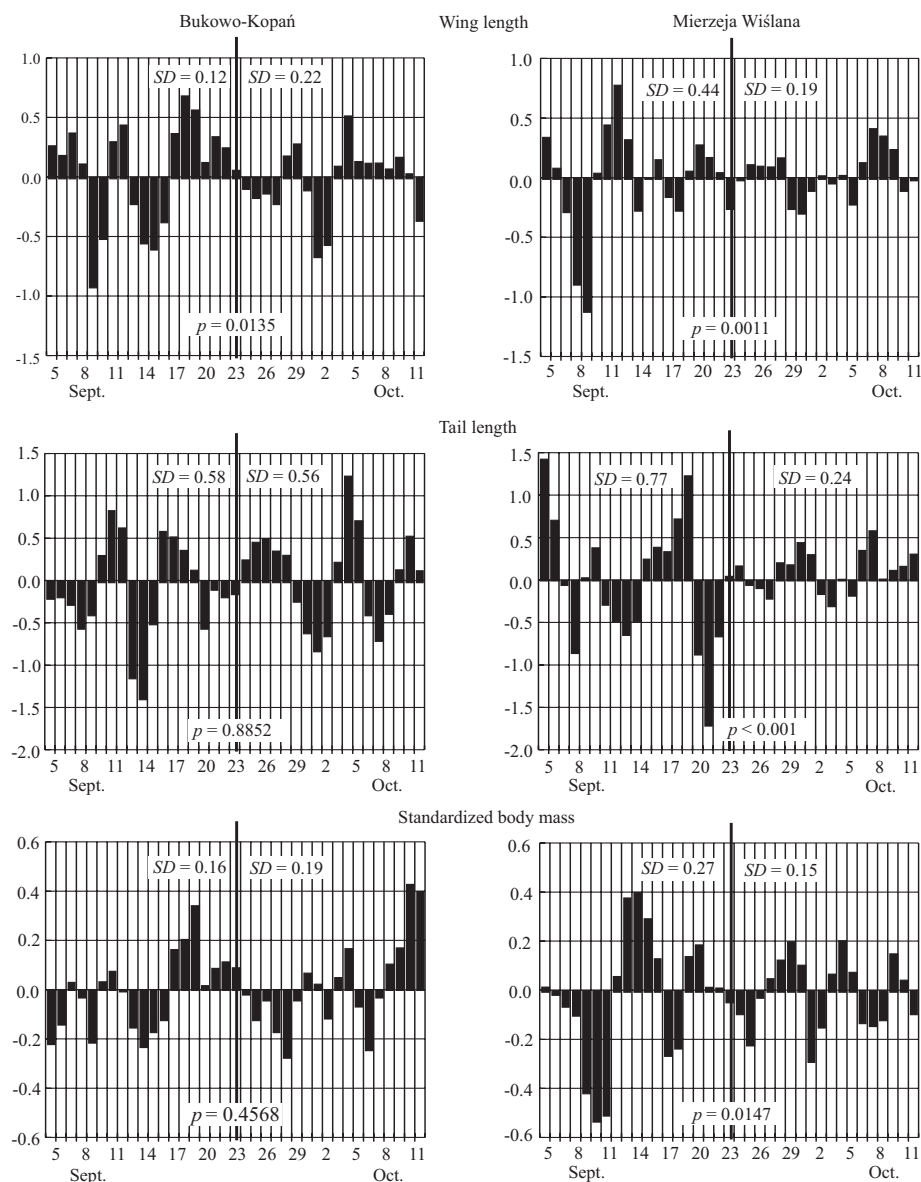 Bukowo-Kopań Wing length Mierzeja Wiślana
1.0 1.0
SD = 0.12 SD = 0.22 SD = 0.44 SD = 0.19
0.5 0.5
0.0 0.0
-0.5 -0.5
-1.0 -1.0
p = 0.0135 p = 0.0011
-1.5 -1.5
5 8 11 14 17 20 23 26 29 2 5 8 11 5 8 11 14 17 20 23 26 29 2 5 8 11
Sept. Oct. Sept. Oct.
Tail length
1.5 1.5
SD = 0.58 SD = 0.56 SD = 0.77 SD = 0.24
1.0 1.0
0.5 0.5
0.0 0.0
-0.5 -0.5
-1.0 -1.0
-1.5 -1.5
p = 0.8852 p < 0.001
-2.0 -2.0
5 8 11 14 17 20 23 26 29 2 5 8 11 5 8 11 14 17 20 23 26 29 2 5 8 11
Sept. Oct. Sept. Oct.
Standardized body mass
0.6 0.6
SD = 0.16 SD = 0.19 SD = 0.27 SD = 0.15
0.4 0.4
0.2 0.2
0.0 0.0
-0.2 -0.2
-0.4 -0.4
p = 0.4568 p = 0.0147
-0.6 -0.6
5 8 11 14 17 20 23 26 29 2 5 8 11 5 8 11 14 17 20 23 26 29 2 5 8 11
Sept. Oct. Sept. Oct.